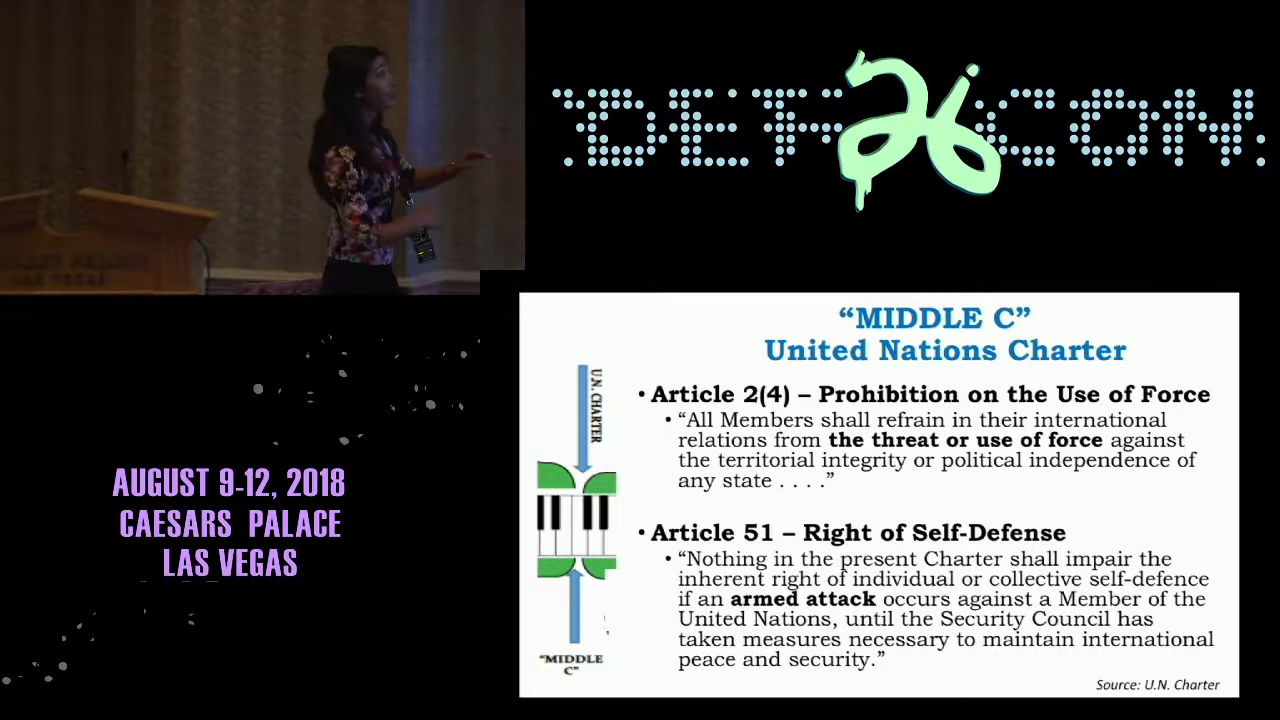 DEF CON
26
AUGUST 9-12, 2018
CAESARS PALACE
LAS VEGAS
“MIDDLE C”
United Nations Charter
U.N. CHARTER
“MIDDLE
C”
• Article 2(4) – Prohibition on the Use of Force
• “All Members shall refrain in their international
relations from the threat or use of force against
the territorial integrity or political independence of
any state . . . .”
• Article 51 – Right of Self-Defense
• “Nothing in the present Charter shall impair the
inherent right of individual or collective self-defence
if an armed attack occurs against a Member of the
United Nations, until the Security Council has
taken measures necessary to maintain international
peace and security.”
Source: U.N. Charter